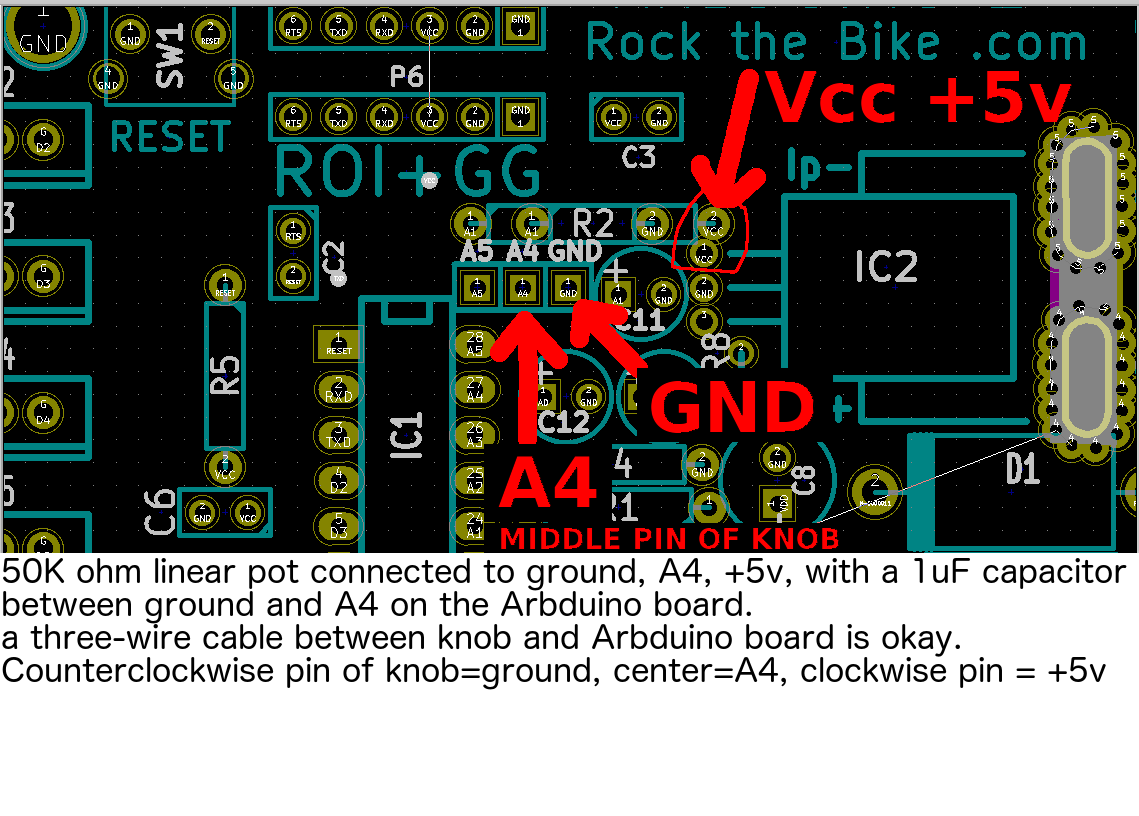 1 GND
1 GND
2 RESET
SW1
4 GND
5 GND
RESET
6 RTS 5 TXD 4 RXD 3 VCC 2 GND GND 1
P6
6 RTS 5 TXD 4 RXD 3 VCC 2 GND GND 1
Rock the Bike .com
Vcc +5v
1 VCC 2 GND
C3
ROI+GG
VCC
Ip-
2
G D2
3
G D3
4
G D4
5
G
1 RTS
2 RESET
C2
1 A1 1 A1 R2 2 GND 2 VCC
A5 A4 GND
1 VCC
A5 A4 GND
+
1 A1 2 GND
C11
2 GND
3
IC2
1 RESET
R5
2 VCC
C6
2 GND 1 VCC
1 RESET
2 RXD
3 TXD
4 D2
5 D3
IC1
28 A5
27 A4
26 A3
25 A2
24 A1
+
2 GND
C12
R8
2
GND
+
A4
MIDDLE PIN OF KNOB
4
R1
2 GND
1
2 GND
C8
2
D1
50K ohm linear pot connected to ground, A4, +5v, with a 1uF capacitor
between ground and A4 on the Arbduino board.
a three-wire cable between knob and Arbduino board is okay.
Counterclockwise pin of knob=ground, center=A4, clockwise pin = +5v